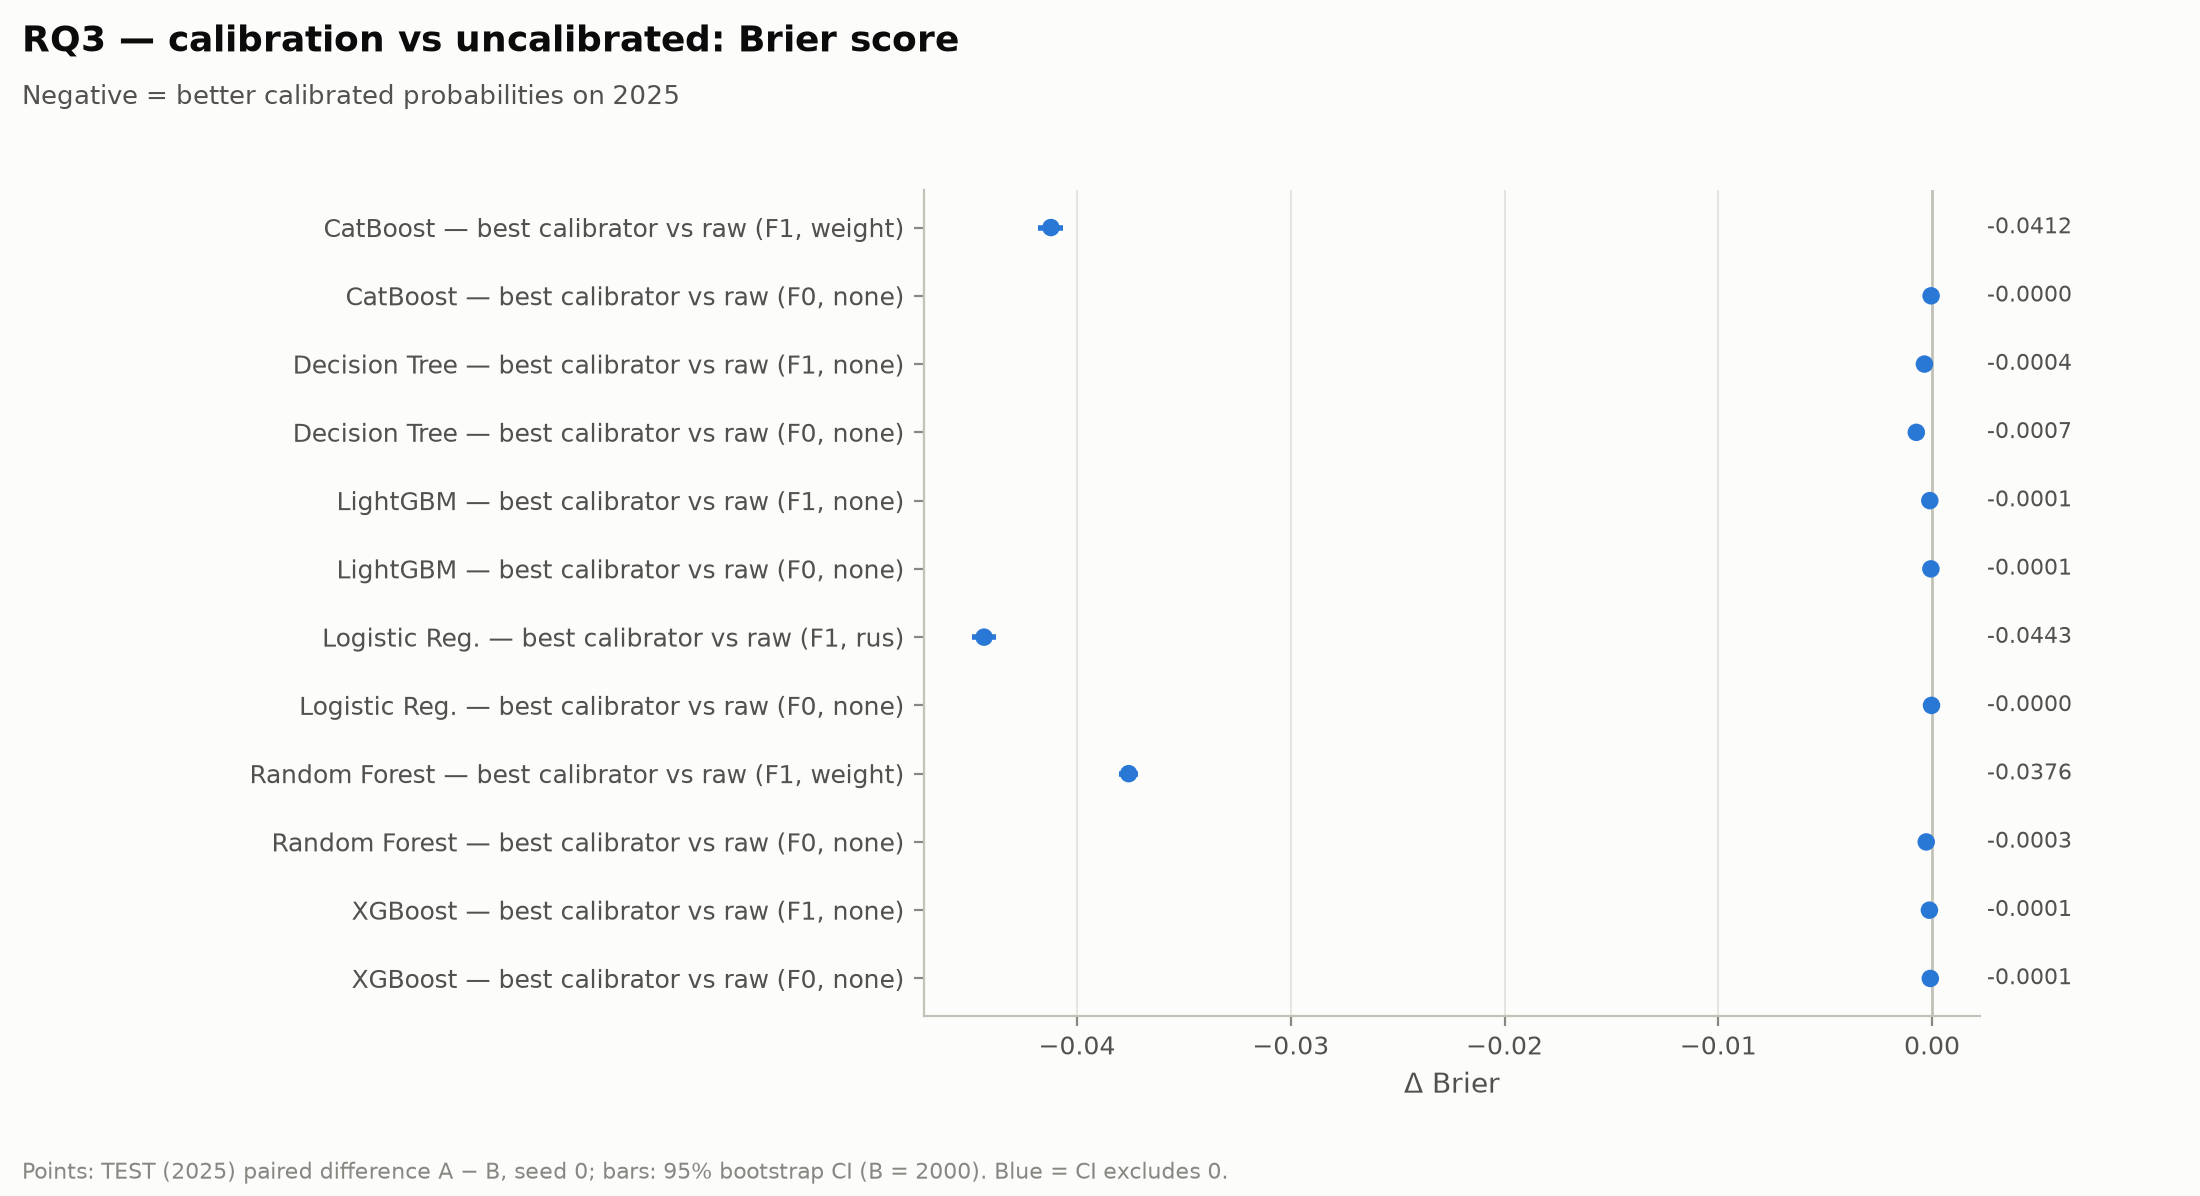 RQ3 — calibration vs uncalibrated: Brier score
Negative = better calibrated probabilities on 2025
CatBoost — best calibrator vs raw (F1, weight) -0.0412
CatBoost — best calibrator vs raw (F0, none) -0.0000
Decision Tree — best calibrator vs raw (F1, none) -0.0004
Decision Tree — best calibrator vs raw (F0, none) -0.0007
LightGBM — best calibrator vs raw (F1, none) -0.0001
LightGBM — best calibrator vs raw (F0, none) -0.0001
Logistic Reg. — best calibrator vs raw (F1, rus) -0.0443
Logistic Reg. — best calibrator vs raw (F0, none) -0.0000
Random Forest — best calibrator vs raw (F1, weight) -0.0376
Random Forest — best calibrator vs raw (F0, none) -0.0003
XGBoost — best calibrator vs raw (F1, none) -0.0001
XGBoost — best calibrator vs raw (F0, none) -0.0001
−0.04 −0.03 −0.02 −0.01 0.00
Δ Brier
Points: TEST (2025) paired difference A − B, seed 0; bars: 95% bootstrap CI (B = 2000). Blue = CI excludes 0.